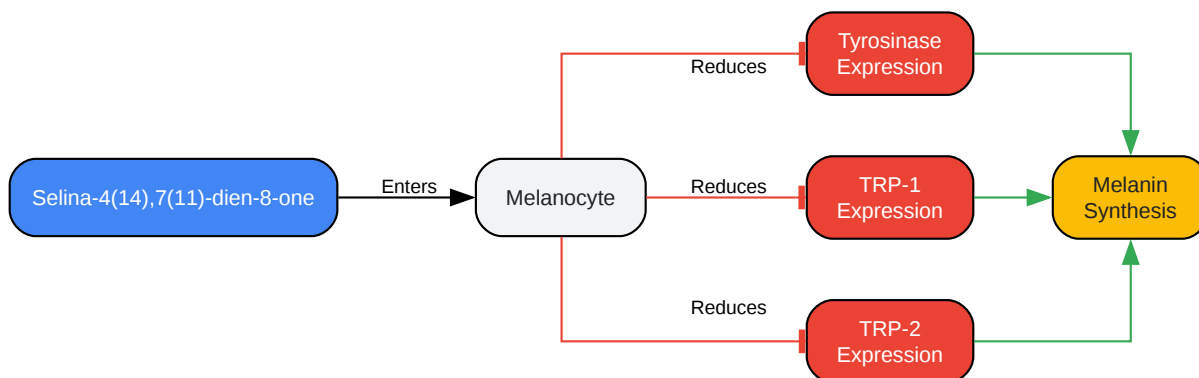 Tyrosinase
Expression
Reduces
Selina-4(14),7(11)-dien-8-one
Enters
Melanocyte
Reduces
TRP-1
Expression
Melanin
Synthesis
Reduces
TRP-2
Expression